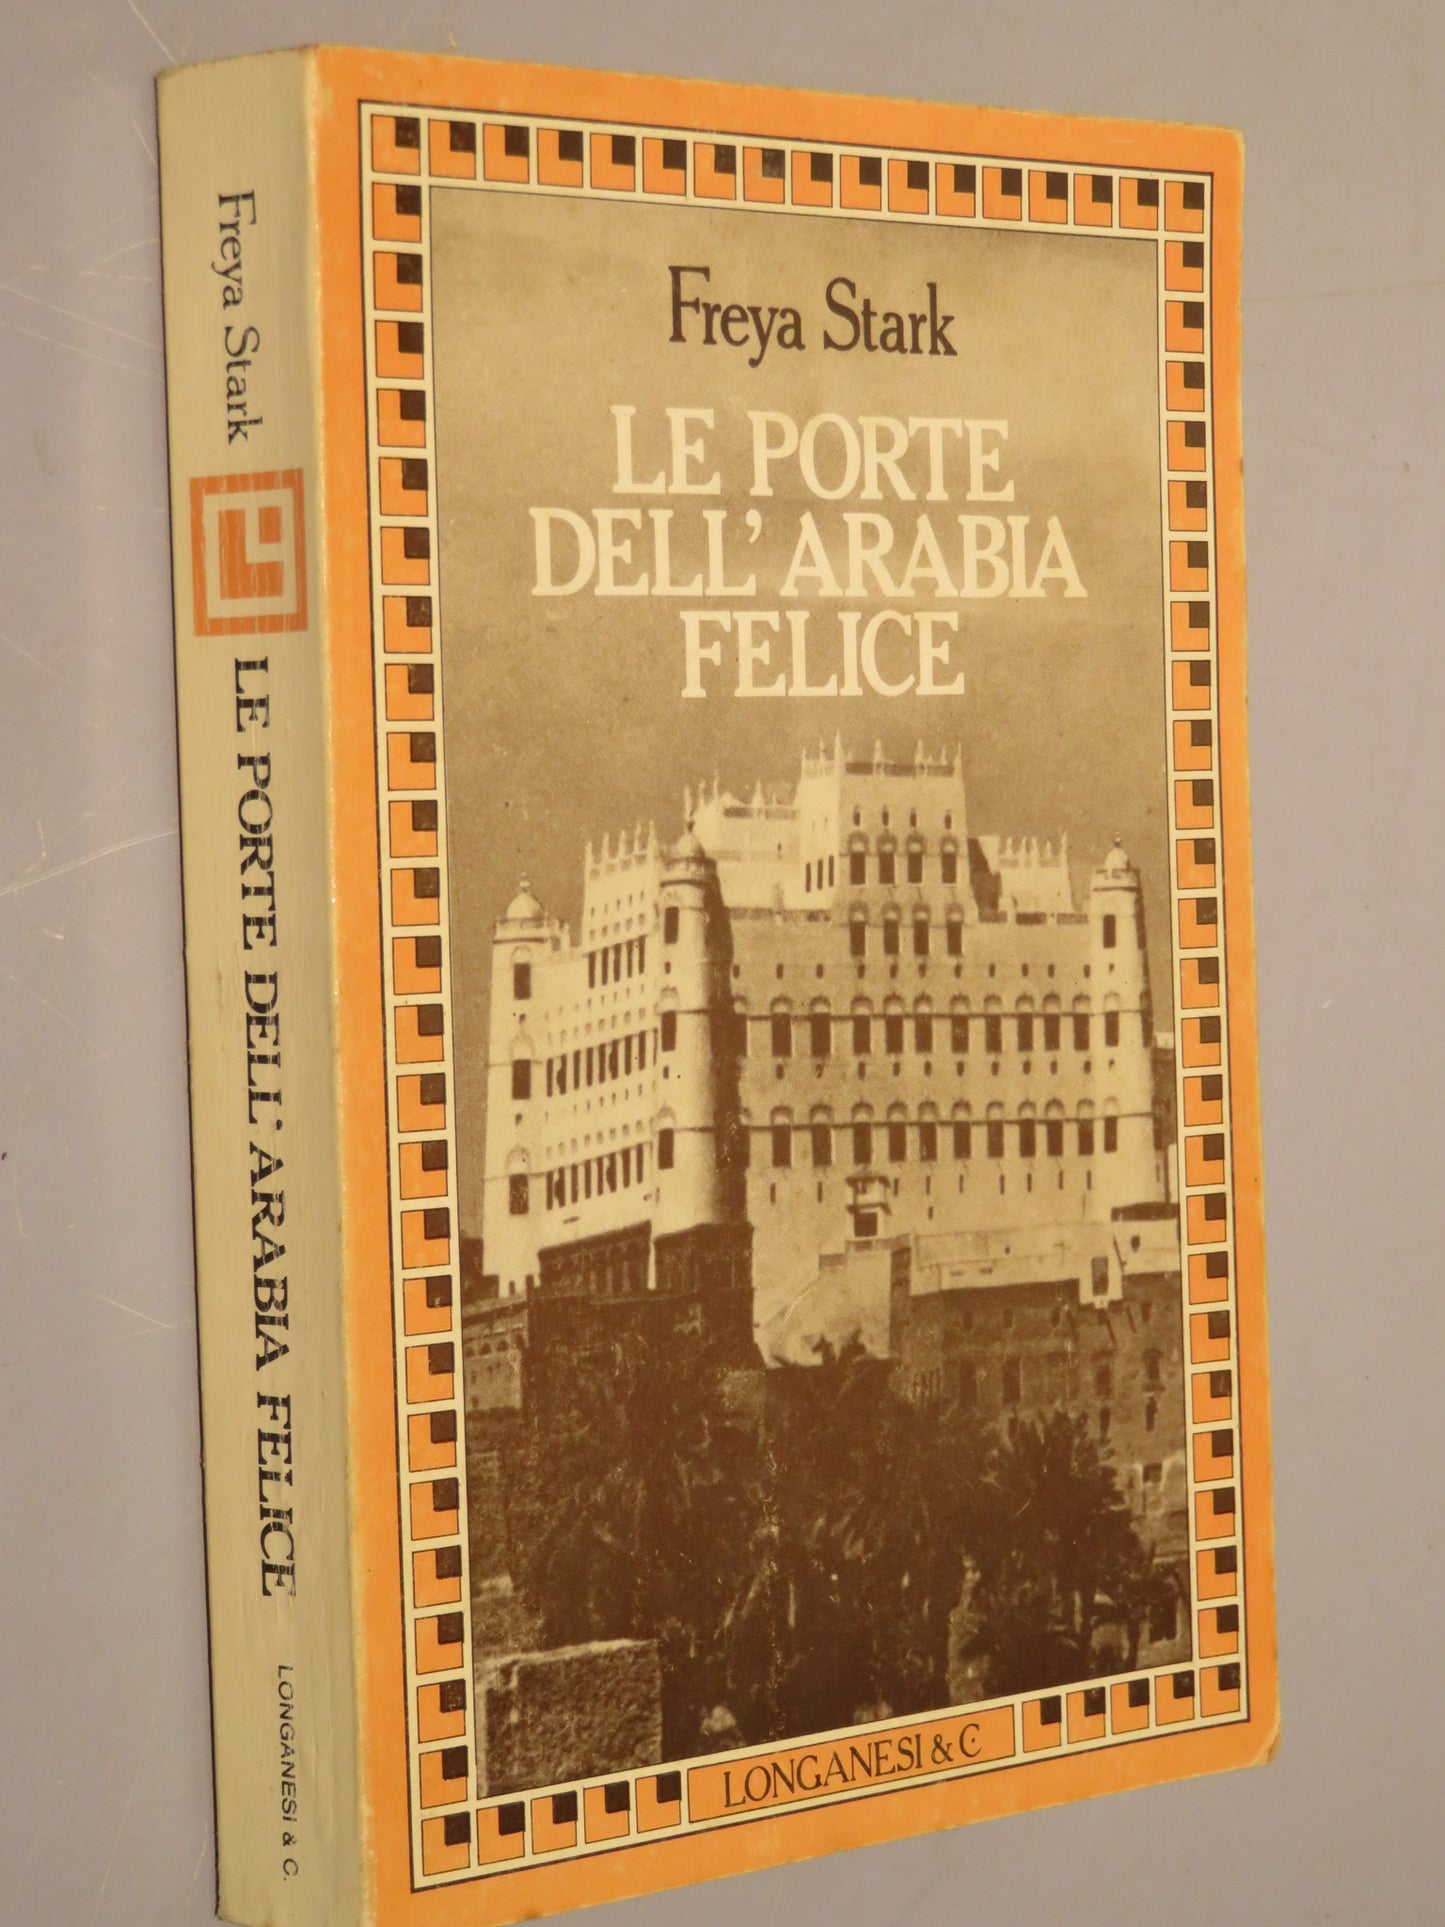 Freya Stark
LE PORTE DELL'ARABIA FELICE
LONGANESI & C.
Freya Stark
LE PORTE
DELL'ARABIA
FELICE
LONGANESI & C.